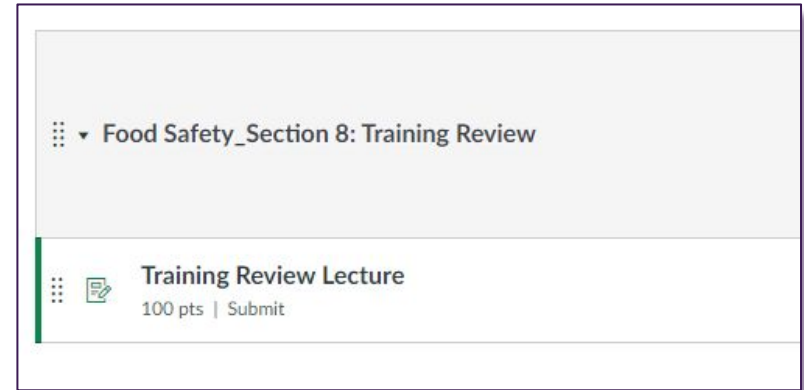 Food Safety_Section 8: Training Review
Training Review Lecture
100 pts | Submit